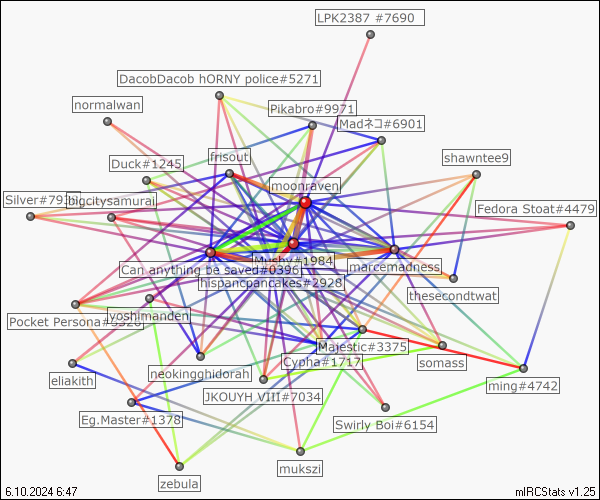 LPK2387 #7690
DacobDacob hORNY police#5271
normalwan
Pikabro#9971
Madネコ#6901
Duck#1245
frisout
shawntee9
moonraven
Silver#793
bigcitysamurai
Fedora Stoat#4479
Mushy#1984
Can anything be saved#0396
marcemadness
hispancpancakes#2928
thesecondtwat
yoshimanden
Pocket Persona#
Majestic#3375
Cypha#1717
somass
eliakith
neokingghidorah
ming#4742
JKOUYH VIII#7034
Eg.Master#1378
Swirly Boi#6154
mukszi
zebula
6.10.2024 6:47
mIRCStats v1.25